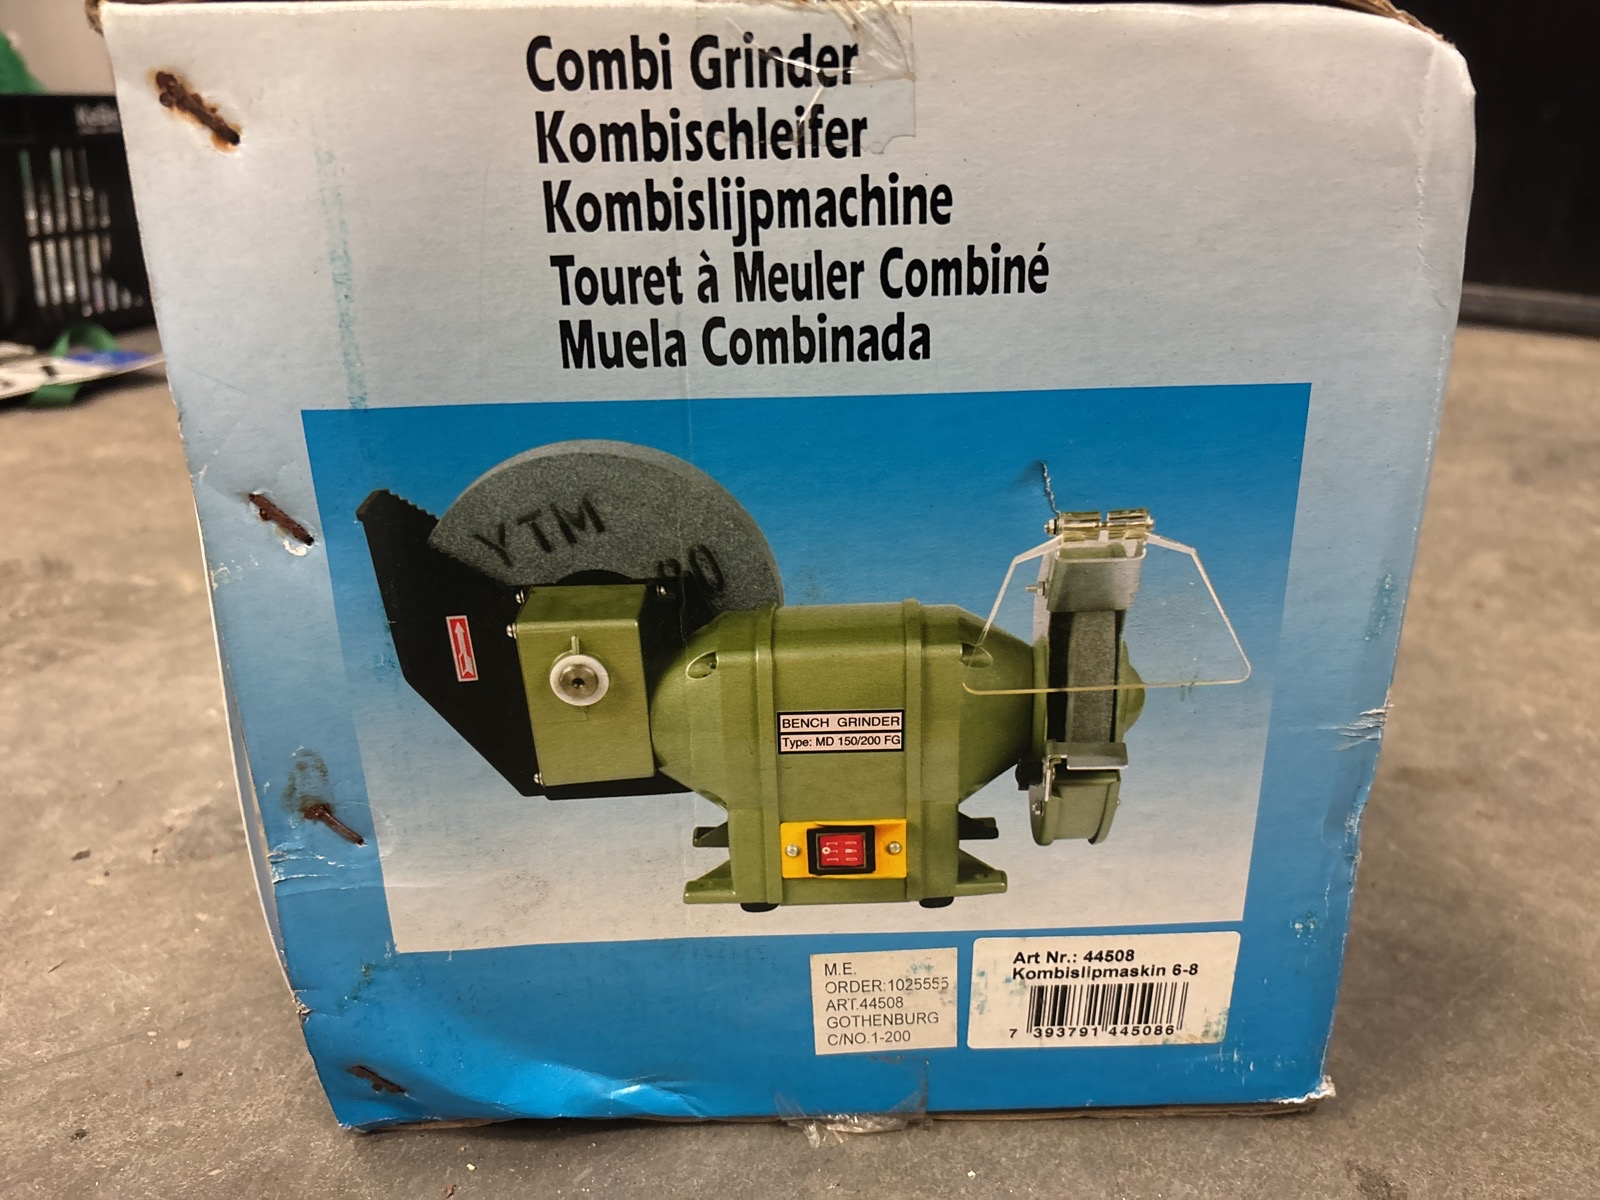 Combi Grinder
Kombischleifer
Kombislijpmachine
Touret à Meuler Combiné
Muela Combinada
YTM
80
BENCH GRINDER
Type: MD 150/200 FG
M.E.
ORDER:1025555
ART.44508
GOTHENBURG
C/NO.1-200
Art Nr.: 44508
Kombislipmaskin 6-8
7 393791 445086